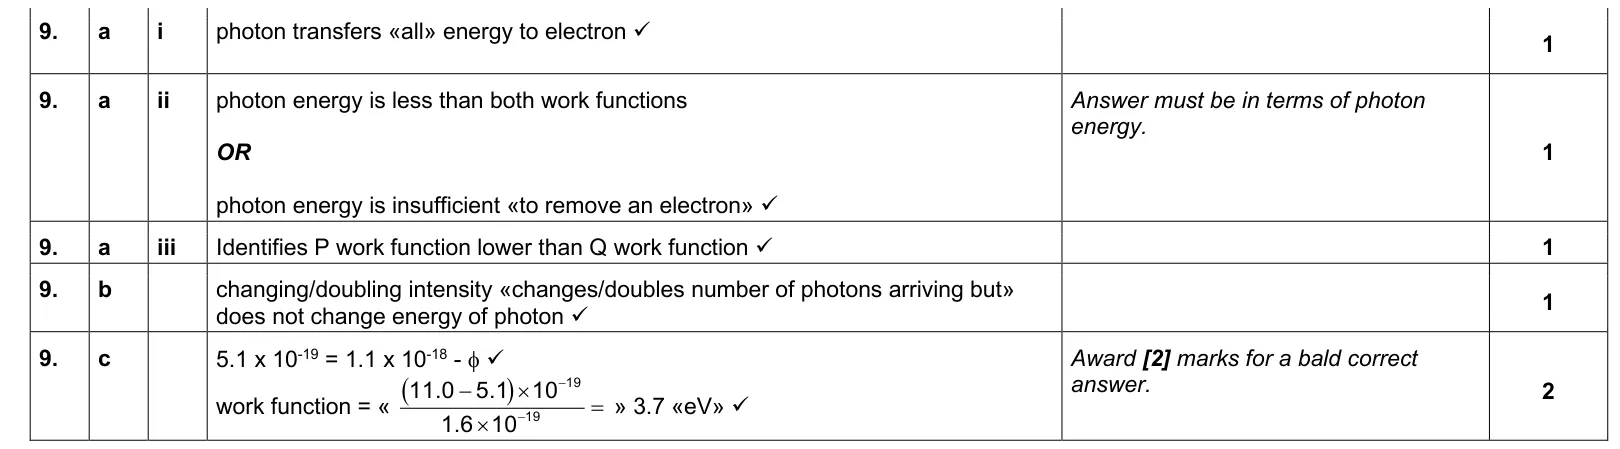 9. a i photon transfers «all» energy to electron ✓ 1
9. a ii photon energy is less than both work functions Answer must be in terms of photon
energy.
OR 1
photon energy is insufficient «to remove an electron» ✓
9. a iii Identifies P work function lower than Q work function ✓ 1
9. b changing/doubling intensity «changes/doubles number of photons arriving but»
does not change energy of photon ✓ 1
9. c 5.1 x 10⁻¹⁹ = 1.1 x 10⁻¹⁸ - ϕ ✓ Award [2] marks for a bald correct
answer.
work function = « (11.0 − 5.1) × 10⁻¹⁹ / 1.6 × 10⁻¹⁹ = » 3.7 «eV» ✓ 2